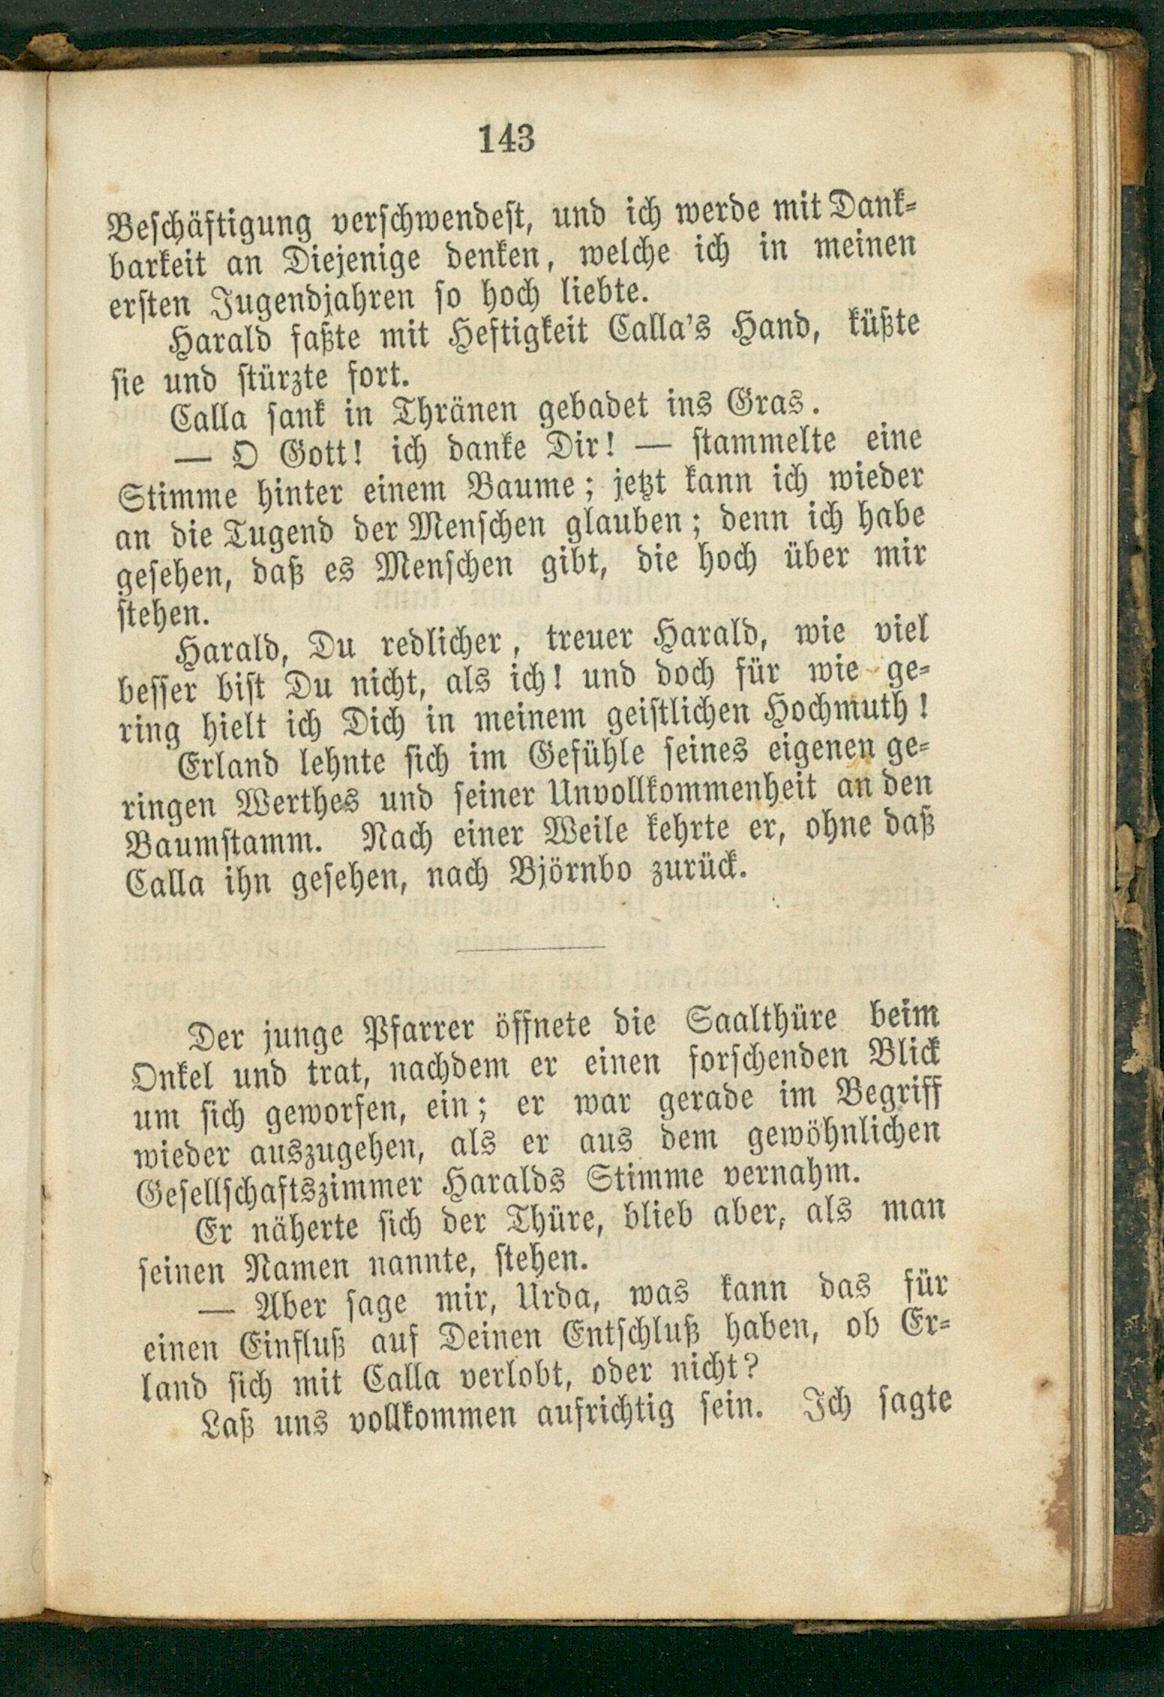 143
Beschäftigung verschwendest, und ich werde mit Dank-
barkeit an Diejenige denken, welche ich in meinen
ersten Jugendjahren so hoch liebte.
Harald faßte mit Heftigkeit Calla's Hand, küßte
sie und stürzte fort.
Calla sank in Thränen gebadet ins Gras.
— O Gott! ich danke Dir! — stammelte eine
Stimme hinter einem Baume; jetzt kann ich wieder
an die Tugend der Menschen glauben; denn ich habe
gesehen, daß es Menschen gibt, die hoch über mir
stehen.
Harald, Du redlicher, treuer Harald, wie viel
besser bist Du nicht, als ich! und doch für wie ge-
ring hielt ich Dich in meinem geistlichen Hochmuth!
Erland lehnte sich im Gefühle seines eigenen ge-
ringen Werthes und seiner Unvollkommenheit an den
Baumstamm. Nach einer Weile kehrte er, ohne daß
Calla ihn gesehen, nach Björnbo zurück.
Der junge Pfarrer öffnete die Saalthüre beim
Onkel und trat, nachdem er einen forschenden Blick
um sich geworfen, ein; er war gerade im Begriff
wieder auszugehen, als er aus dem gewöhnlichen
Gesellschaftszimmer Haralds Stimme vernahm.
Er näherte sich der Thüre, blieb aber, als man
seinen Namen nannte, stehen.
— Aber sage mir, Urda, was kann das für
einen Einfluß auf Deinen Entschluß haben, ob Er-
land sich mit Calla verlobt, oder nicht?
Laß uns vollkommen aufrichtig sein. Ich sagte